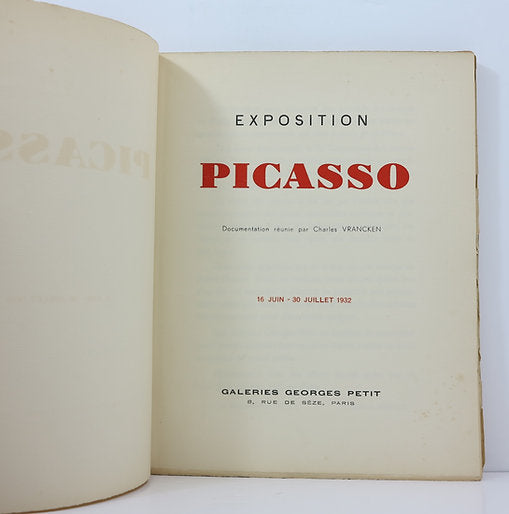 EXPOSITION
PICASSO
Documentation réunie par Charles VRANCKEN
16 JUIN - 30 JUILLET 1932
GALERIES GEORGES PETIT
8, RUE DE SÈZE, PARIS